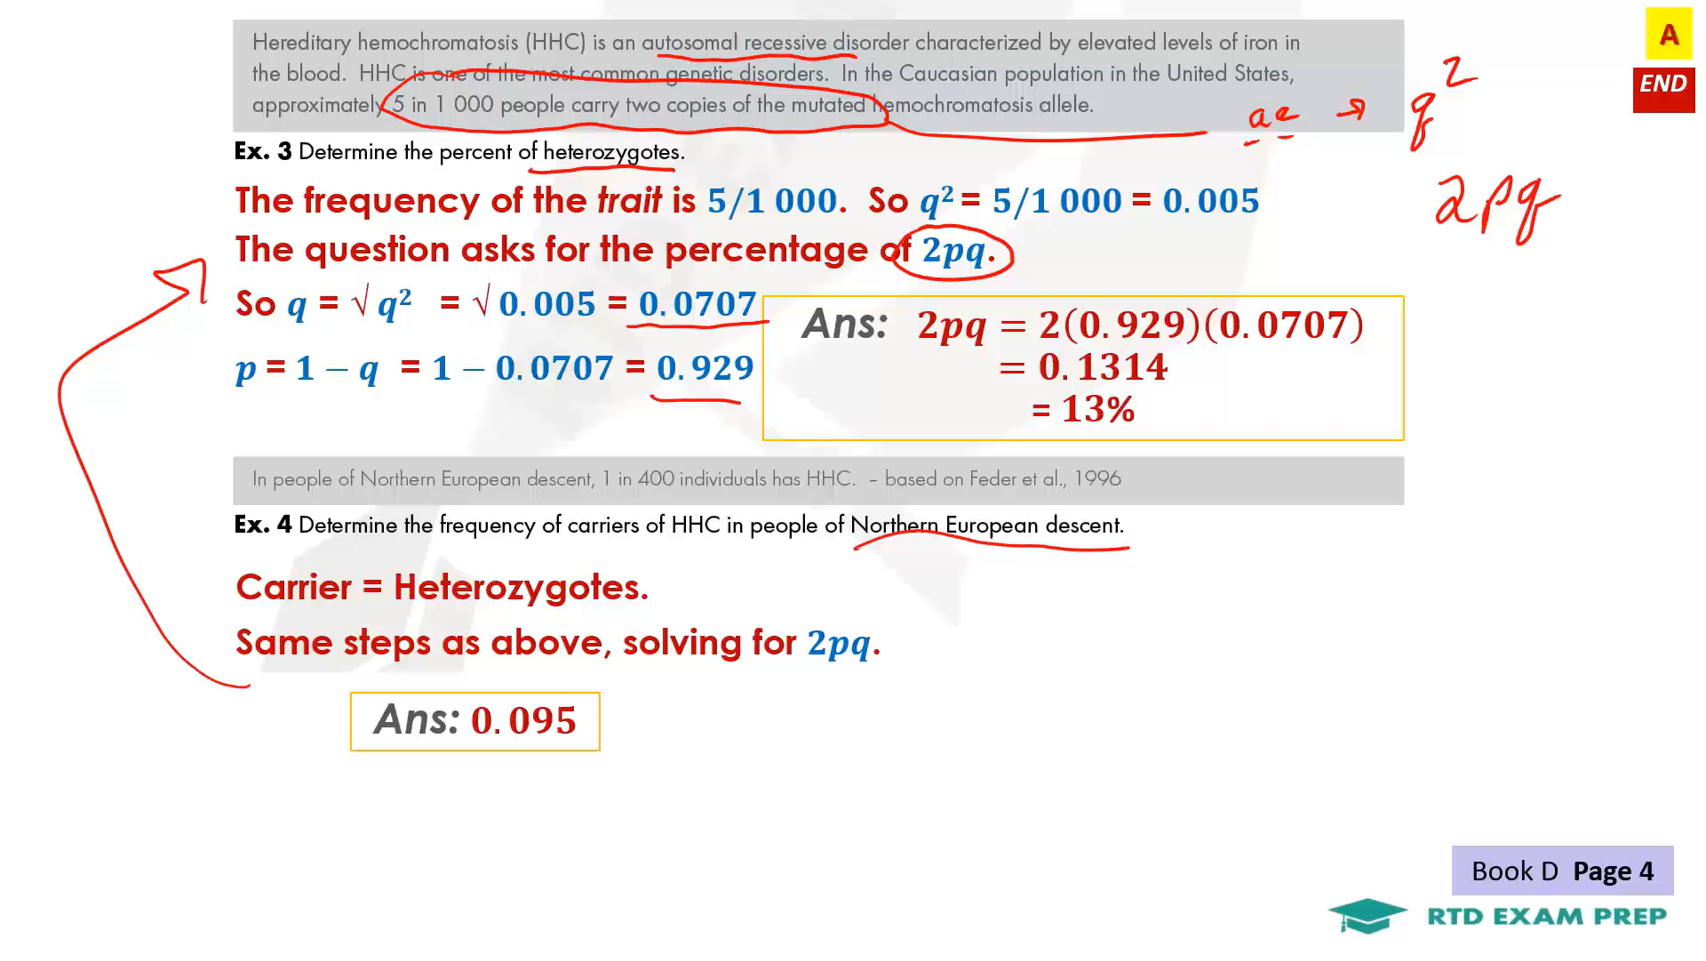 Hereditary hemochromatosis (HHC) is an autosomal recessive disorder characterized by elevated levels of iron in
the blood. HHC is one of the most common genetic disorders. In the Caucasian population in the United States,
approximately 5 in 1 000 people carry two copies of the mutated hemochromatosis allele.
A
END
aa → q²
Ex. 3 Determine the percent of heterozygotes.
The frequency of the trait is 5/1 000. So q² = 5/1 000 = 0.005
2pq
The question asks for the percentage of 2pq.
So q = √ q² = √ 0.005 = 0.0707
p = 1 − q = 1 − 0.0707 = 0.929
Ans: 2pq = 2(0.929)(0.0707)
= 0.1314
= 13%
In people of Northern European descent, 1 in 400 individuals has HHC. – based on Feder et al., 1996
Ex. 4 Determine the frequency of carriers of HHC in people of Northern European descent.
Carrier = Heterozygotes.
Same steps as above, solving for 2pq.
Ans: 0.095
Book D Page 4
RTD EXAM PREP